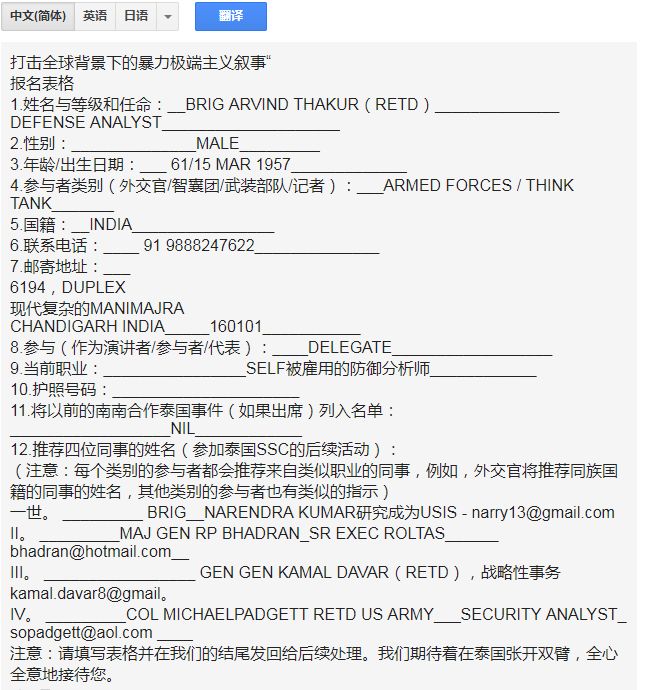 中文(简体) 英语 日语 翻译
打击全球背景下的暴力极端主义叙事“
报名表格
1.姓名与等级和任命：__BRIG ARVIND THAKUR（RETD）______________
DEFENSE ANALYST____________________
2.性别：______________MALE_________
3.年龄/出生日期：___ 61/15 MAR 1957_____________
4.参与者类别（外交官/智囊团/武装部队/记者）：___ARMED FORCES / THINK
TANK_______
5.国籍：__INDIA________________
6.联系电话：____ 91 9888247622______________
7.邮寄地址：___
6194，DUPLEX
现代复杂的MANIMAJRA
CHANDIGARH INDIA_____160101___________
8.参与（作为演讲者/参与者/代表）：____DELEGATE__________________
9.当前职业：________________SELF被雇用的防御分析师____________
10.护照号码：_____________________
11.将以前的南南合作泰国事件（如果出席）列入名单：
__________________NIL____________
12.推荐四位同事的姓名（参加泰国SSC的后续活动）：
（注意：每个类别的参与者都会推荐来自类似职业的同事，例如，外交官将推荐同族国
籍的同事的姓名，其他类别的参与者也有类似的指示）
一世。 _________ BRIG__NARENDRA KUMAR研究成为USIS - narry13@gmail.com
II。 _________MAJ GEN RP BHADRAN_SR EXEC ROLTAS______
bhadran@hotmail.com__
III。 _________________ GEN GEN KAMAL DAVAR（RETD），战略性事务
kamal.davar8@gmail。
IV。 _________COL MICHAELPADGETT RETD US ARMY___SECURITY ANALYST_
sopadgett@aol.com ____
注意：请填写表格并在我们的结尾发回给后续处理。我们期待着在泰国张开双臂，全心
全意地接待您。